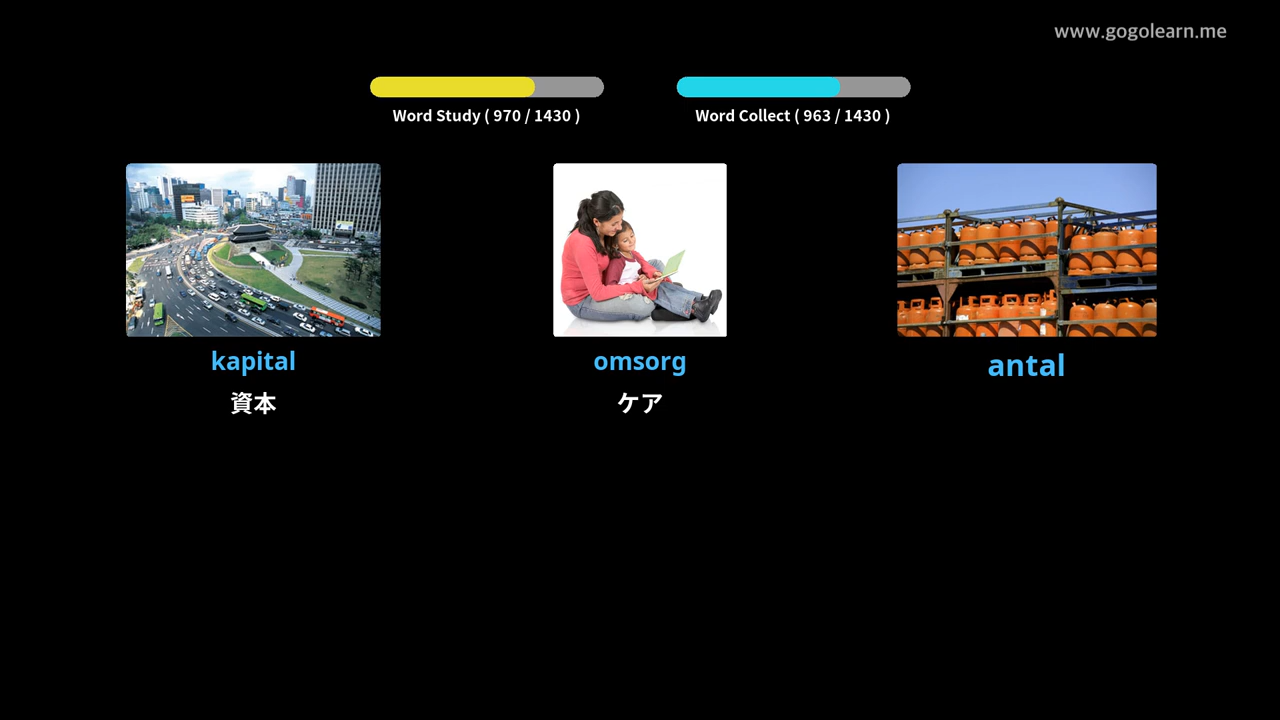 www.gogolearn.me
Word Study ( 970 / 1430 )
Word Collect ( 963 / 1430 )
kapital
資本
omsorg
ケア
antal